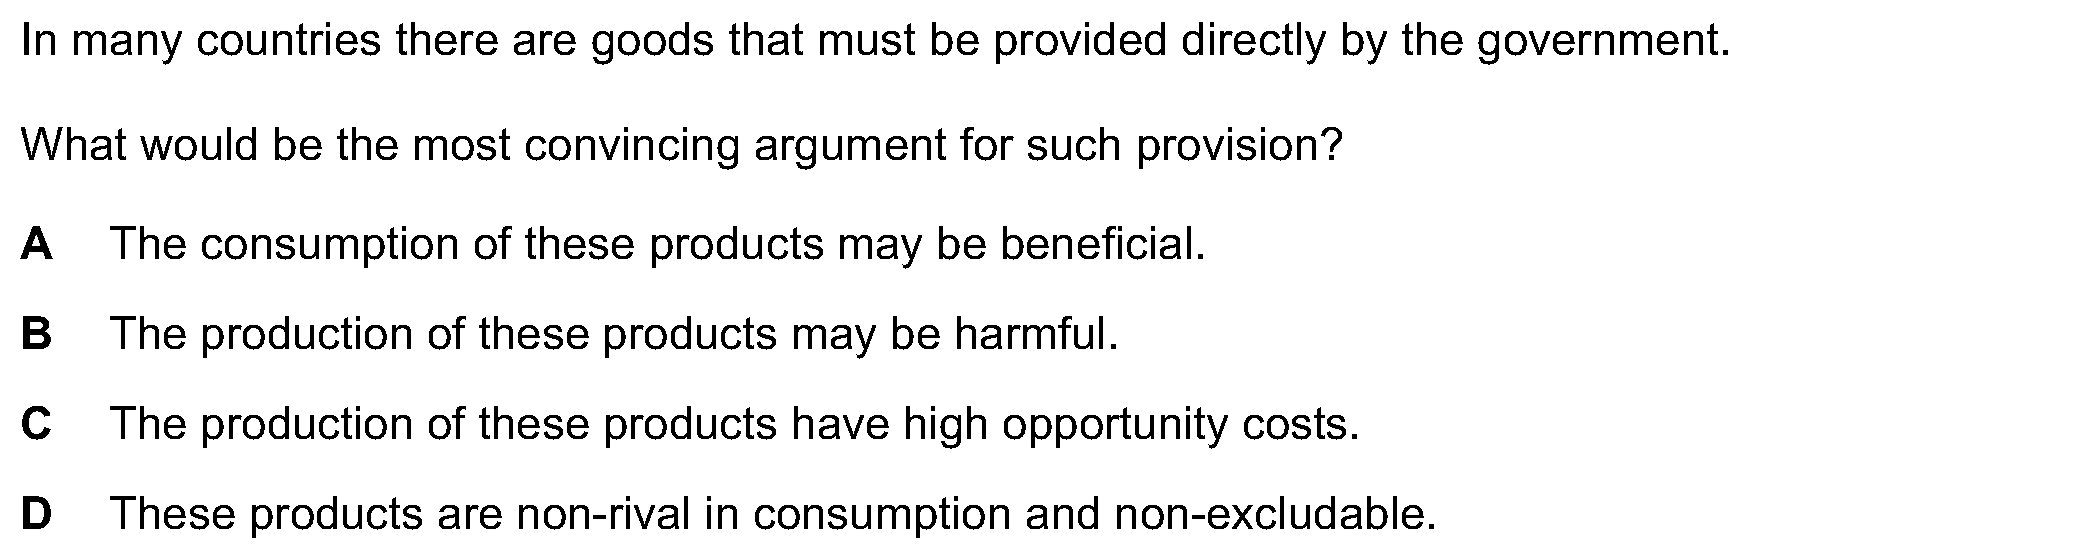 In many countries there are goods that must be provided directly by the government.
What would be the most convincing argument for such provision?
A The consumption of these products may be beneficial.
B The production of these products may be harmful.
C The production of these products have high opportunity costs.
D These products are non-rival in consumption and non-excludable.